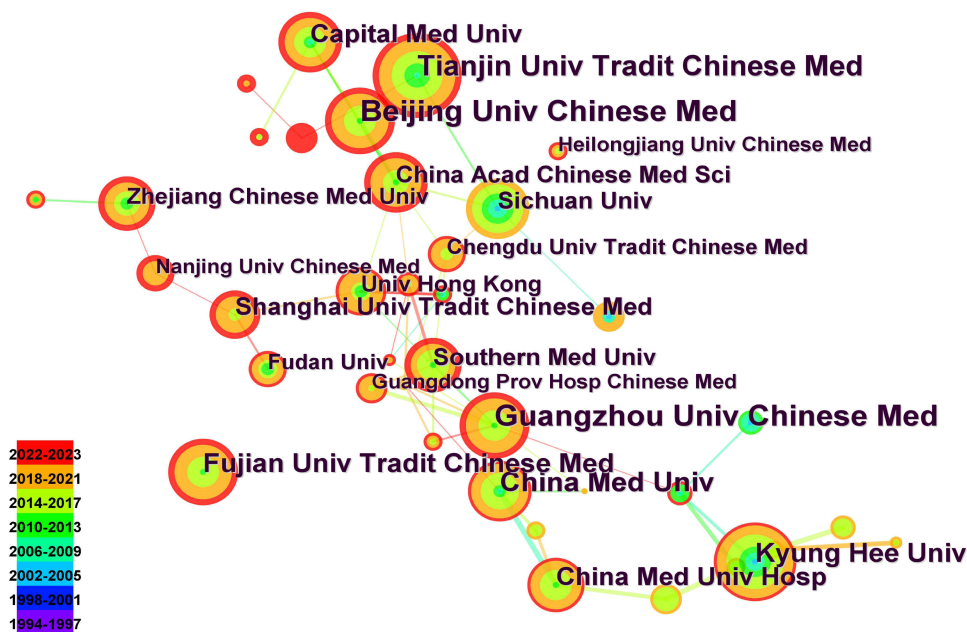 Capital Med Univ
Tianjin Univ Tradit Chinese Med
Beijing Univ Chinese Med
Heilongjiang Univ Chinese Med
China Acad Chinese Med Sci
Zhejiang Chinese Med Univ
Sichuan Univ
Chengdu Univ Tradit Chinese Med
Nanjing Univ Chinese Med
Univ Hong Kong
Shanghai Univ Tradit Chinese Med
Fudan Univ
Southern Med Univ
Guangdong Prov Hosp Chinese Med
Guangzhou Univ Chinese Med
Fujian Univ Tradit Chinese Med
China Med Univ
Kyung Hee Univ
China Med Univ Hosp
2022-2023
2018-2021
2014-2017
2010-2013
2006-2009
2002-2005
1998-2001
1994-1997